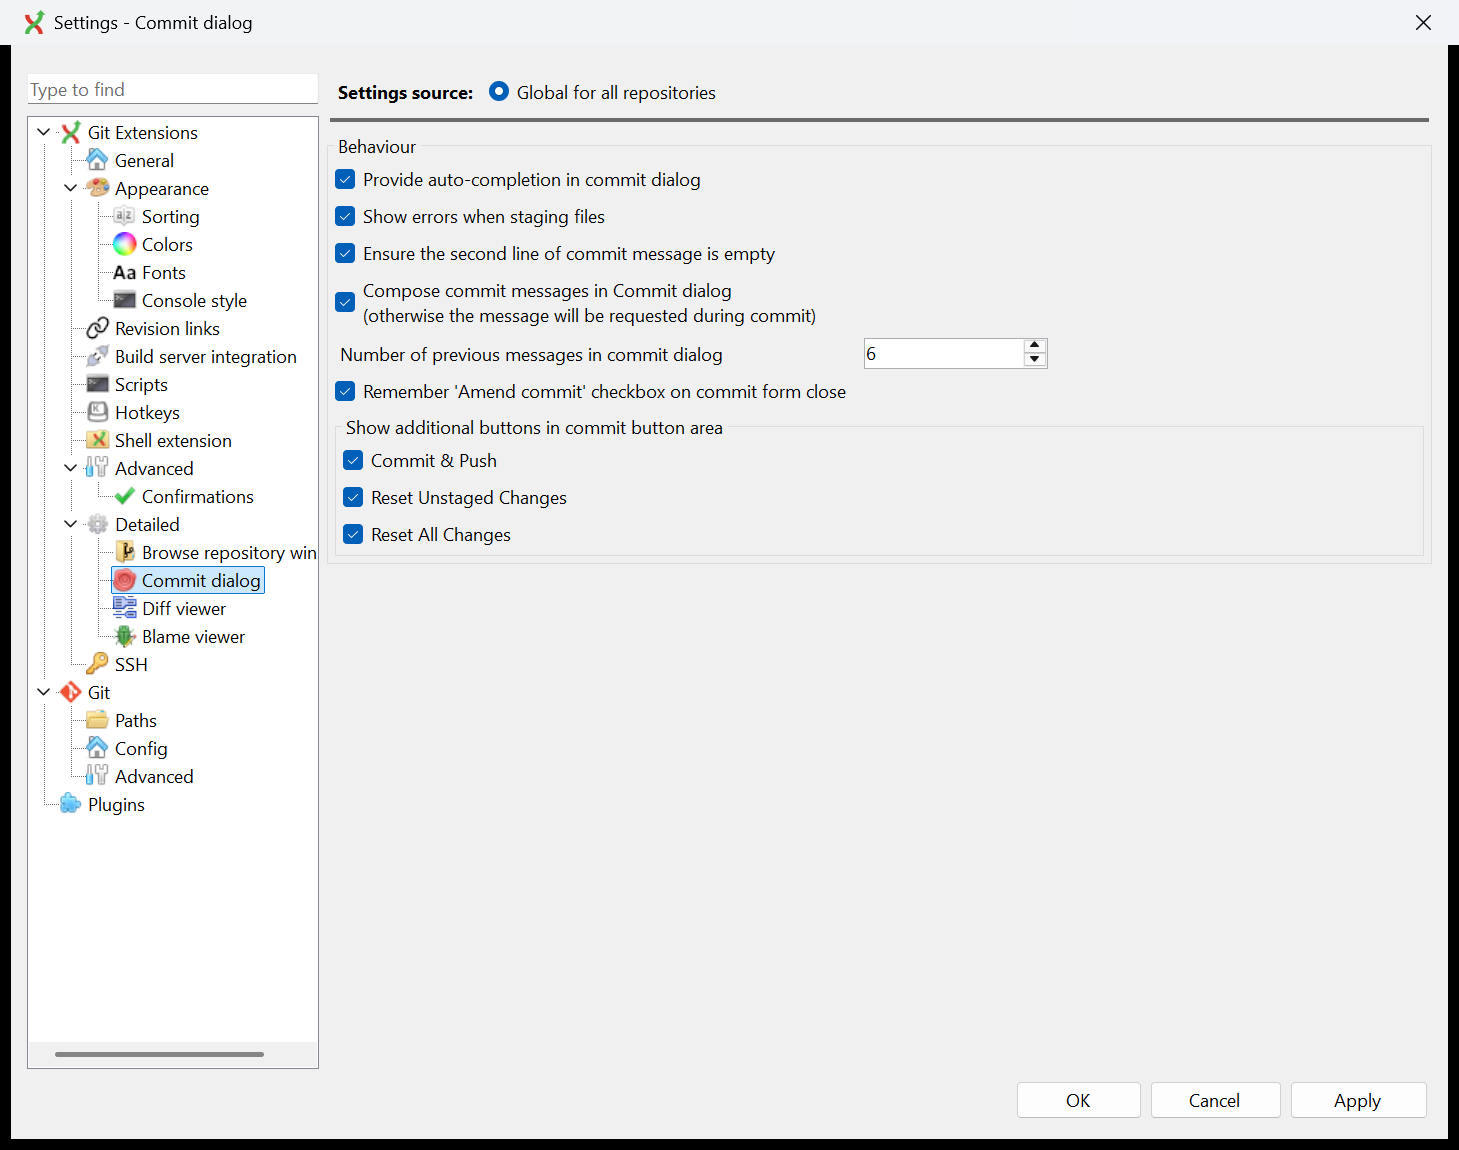 Settings - Commit dialog
Type to find
Git Extensions
General
Appearance
Sorting
Colors
Aa Fonts
Console style
Revision links
Build server integration
Scripts
Hotkeys
Shell extension
Advanced
Confirmations
Detailed
Browse repository win
Commit dialog
Diff viewer
Blame viewer
SSH
Git
Paths
Config
Advanced
Plugins
Settings source: Global for all repositories
Behaviour
Provide auto-completion in commit dialog
Show errors when staging files
Ensure the second line of commit message is empty
Compose commit messages in Commit dialog
(otherwise the message will be requested during commit)
Number of previous messages in commit dialog 6
Remember 'Amend commit' checkbox on commit form close
Show additional buttons in commit button area
Commit & Push
Reset Unstaged Changes
Reset All Changes
OK Cancel Apply